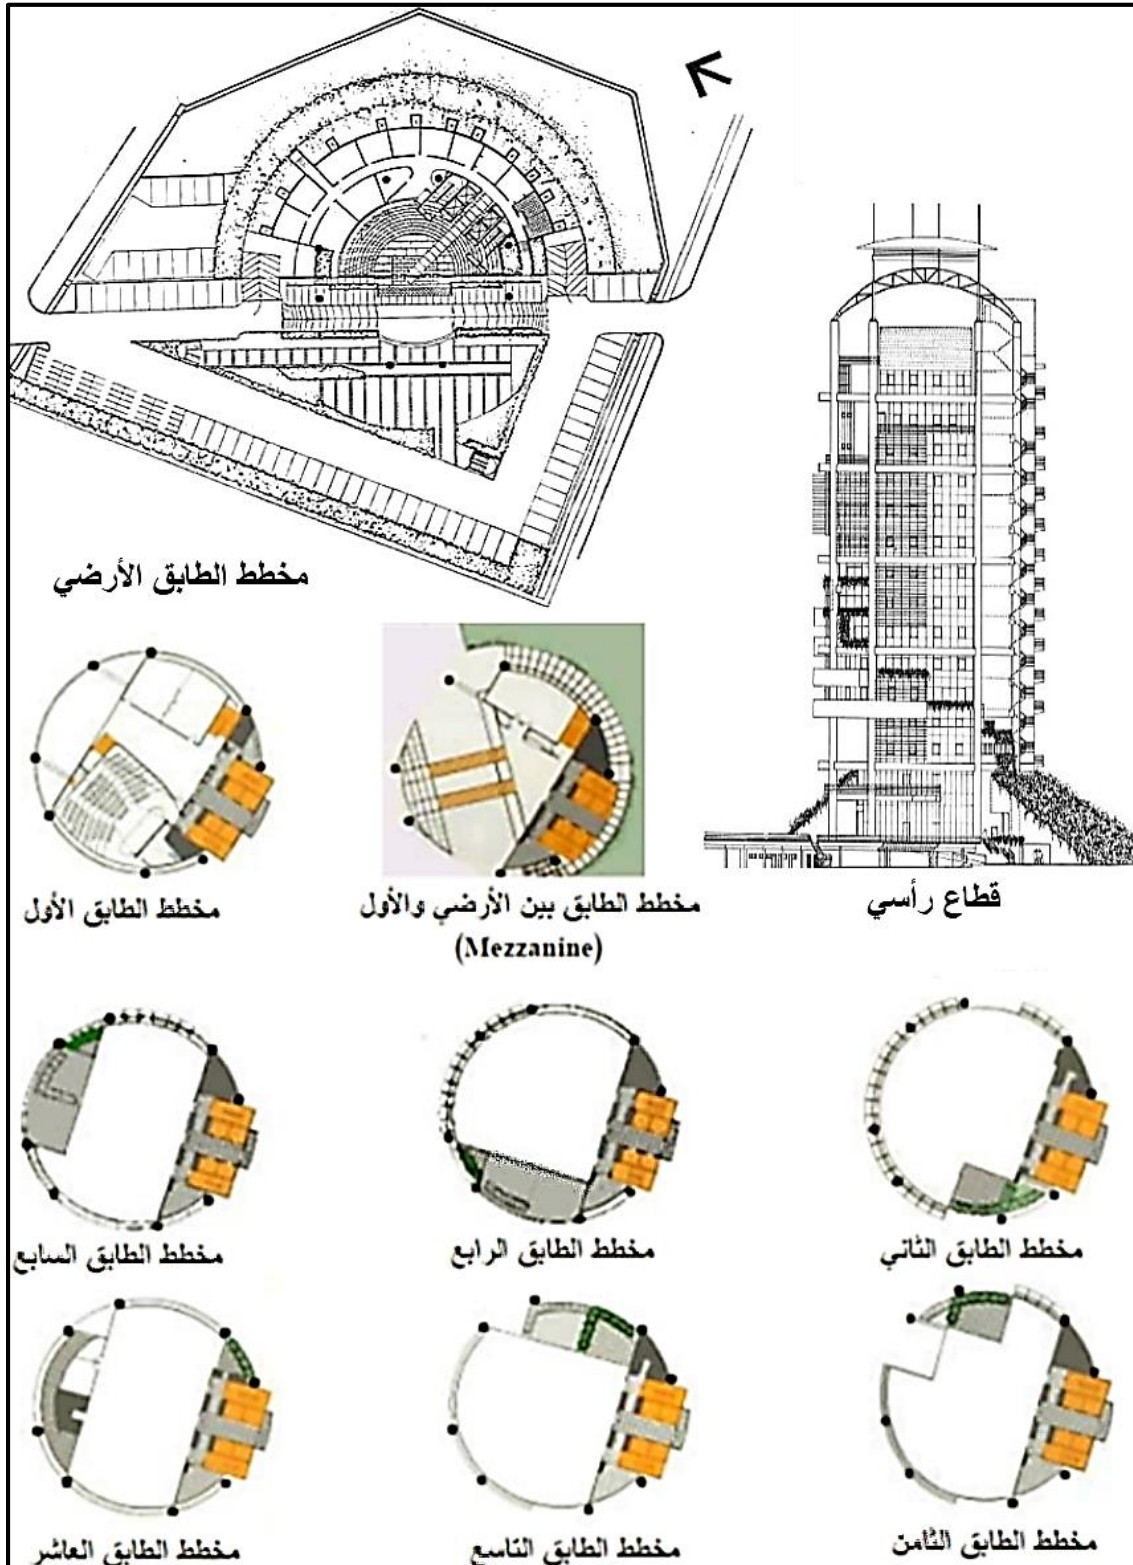 مخطط الطابق الأرضي
قطاع رأسي
مخطط الطابق بين الأرضي والأول
(Mezzanine)
مخطط الطابق الأول
مخطط الطابق الثاني
مخطط الطابق الرابع
مخطط الطابق السابع
مخطط الطابق الثامن
مخطط الطابق التاسع
مخطط الطابق العاشر